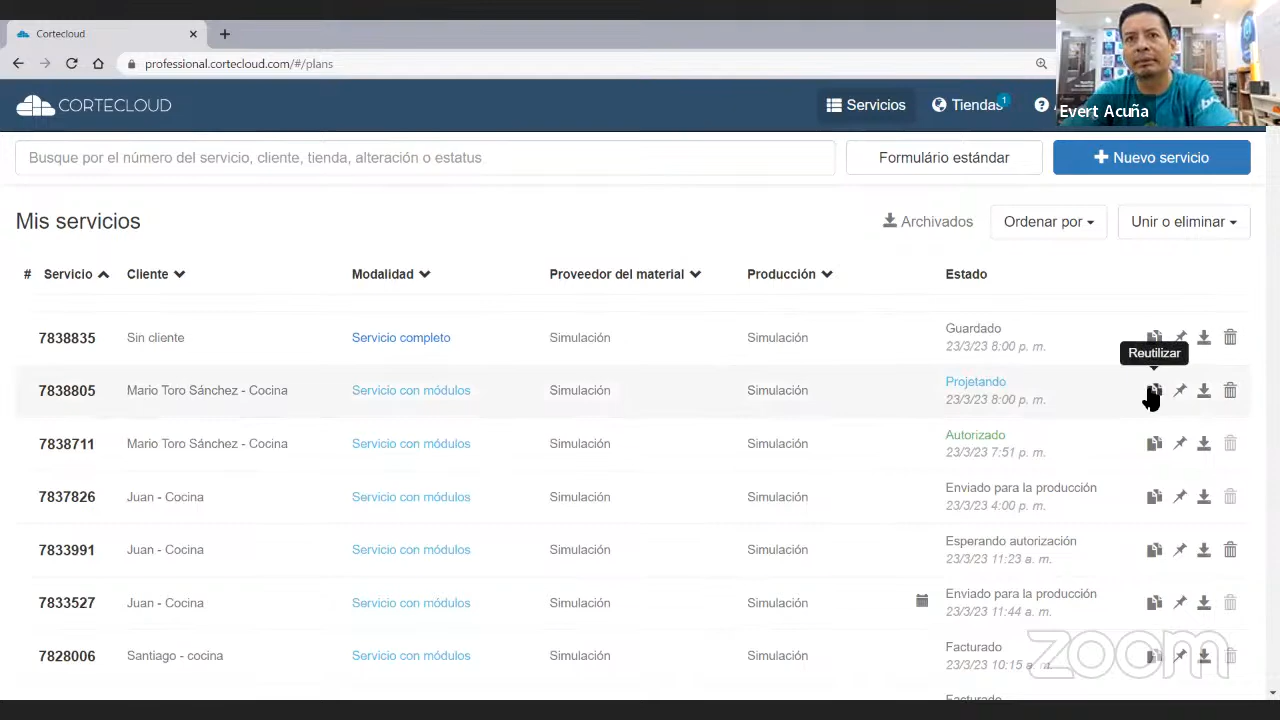 Cortecloud
professional.cortecloud.com/#/plans
Evert Acuña
CORTECLOUD
Servicios
Tiendas
1
Busque por el número del servicio, cliente, tienda, alteración o estatus
Formulário estándar
Nuevo servicio
Mis servicios
Archivados
Ordenar por
Unir o eliminar
# Servicio Cliente Modalidad Proveedor del material Producción Estado
7838835 Sin cliente Servicio completo Simulación Simulación Guardado
23/3/23 8:00 p. m.
Reutilizar
7838805 Mario Toro Sánchez - Cocina Servicio con módulos Simulación Simulación Projetando
23/3/23 8:00 p. m.
7838711 Mario Toro Sánchez - Cocina Servicio con módulos Simulación Simulación Autorizado
23/3/23 7:51 p. m.
7837826 Juan - Cocina Servicio con módulos Simulación Simulación Enviado para la producción
23/3/23 4:00 p. m.
7833991 Juan - Cocina Servicio con módulos Simulación Simulación Esperando autorización
23/3/23 11:23 a. m.
7833527 Juan - Cocina Servicio con módulos Simulación Simulación Enviado para la producción
23/3/23 11:44 a. m.
7828006 Santiago - cocina Servicio con módulos Simulación Simulación Facturado
23/3/23 10:15 a. m.
zoom
Facturado